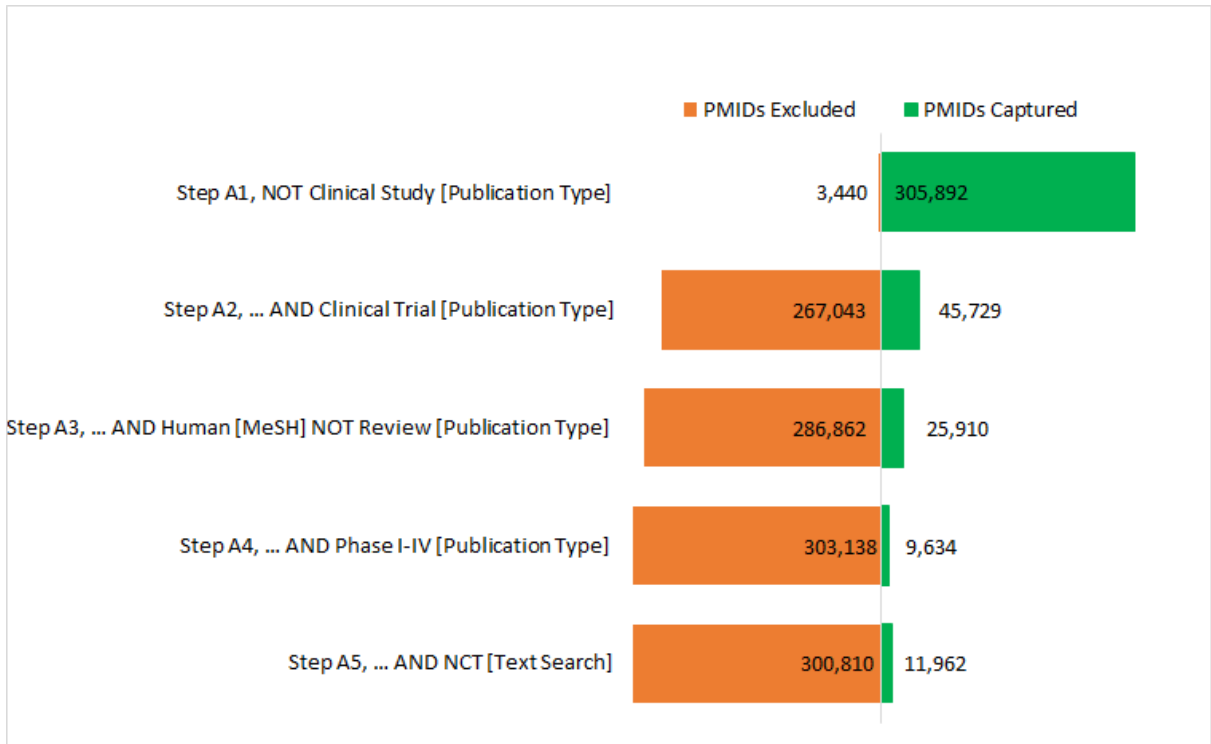 PMIDs Excluded PMIDs Captured
Step A1, NOT Clinical Study [Publication Type] 3,440 305,892
Step A2, ... AND Clinical Trial [Publication Type] 267,043 45,729
Step A3, ... AND Human [MeSH] NOT Review [Publication Type] 286,862 25,910
Step A4, ... AND Phase I-IV [Publication Type] 303,138 9,634
Step A5, ... AND NCT [Text Search] 300,810 11,962